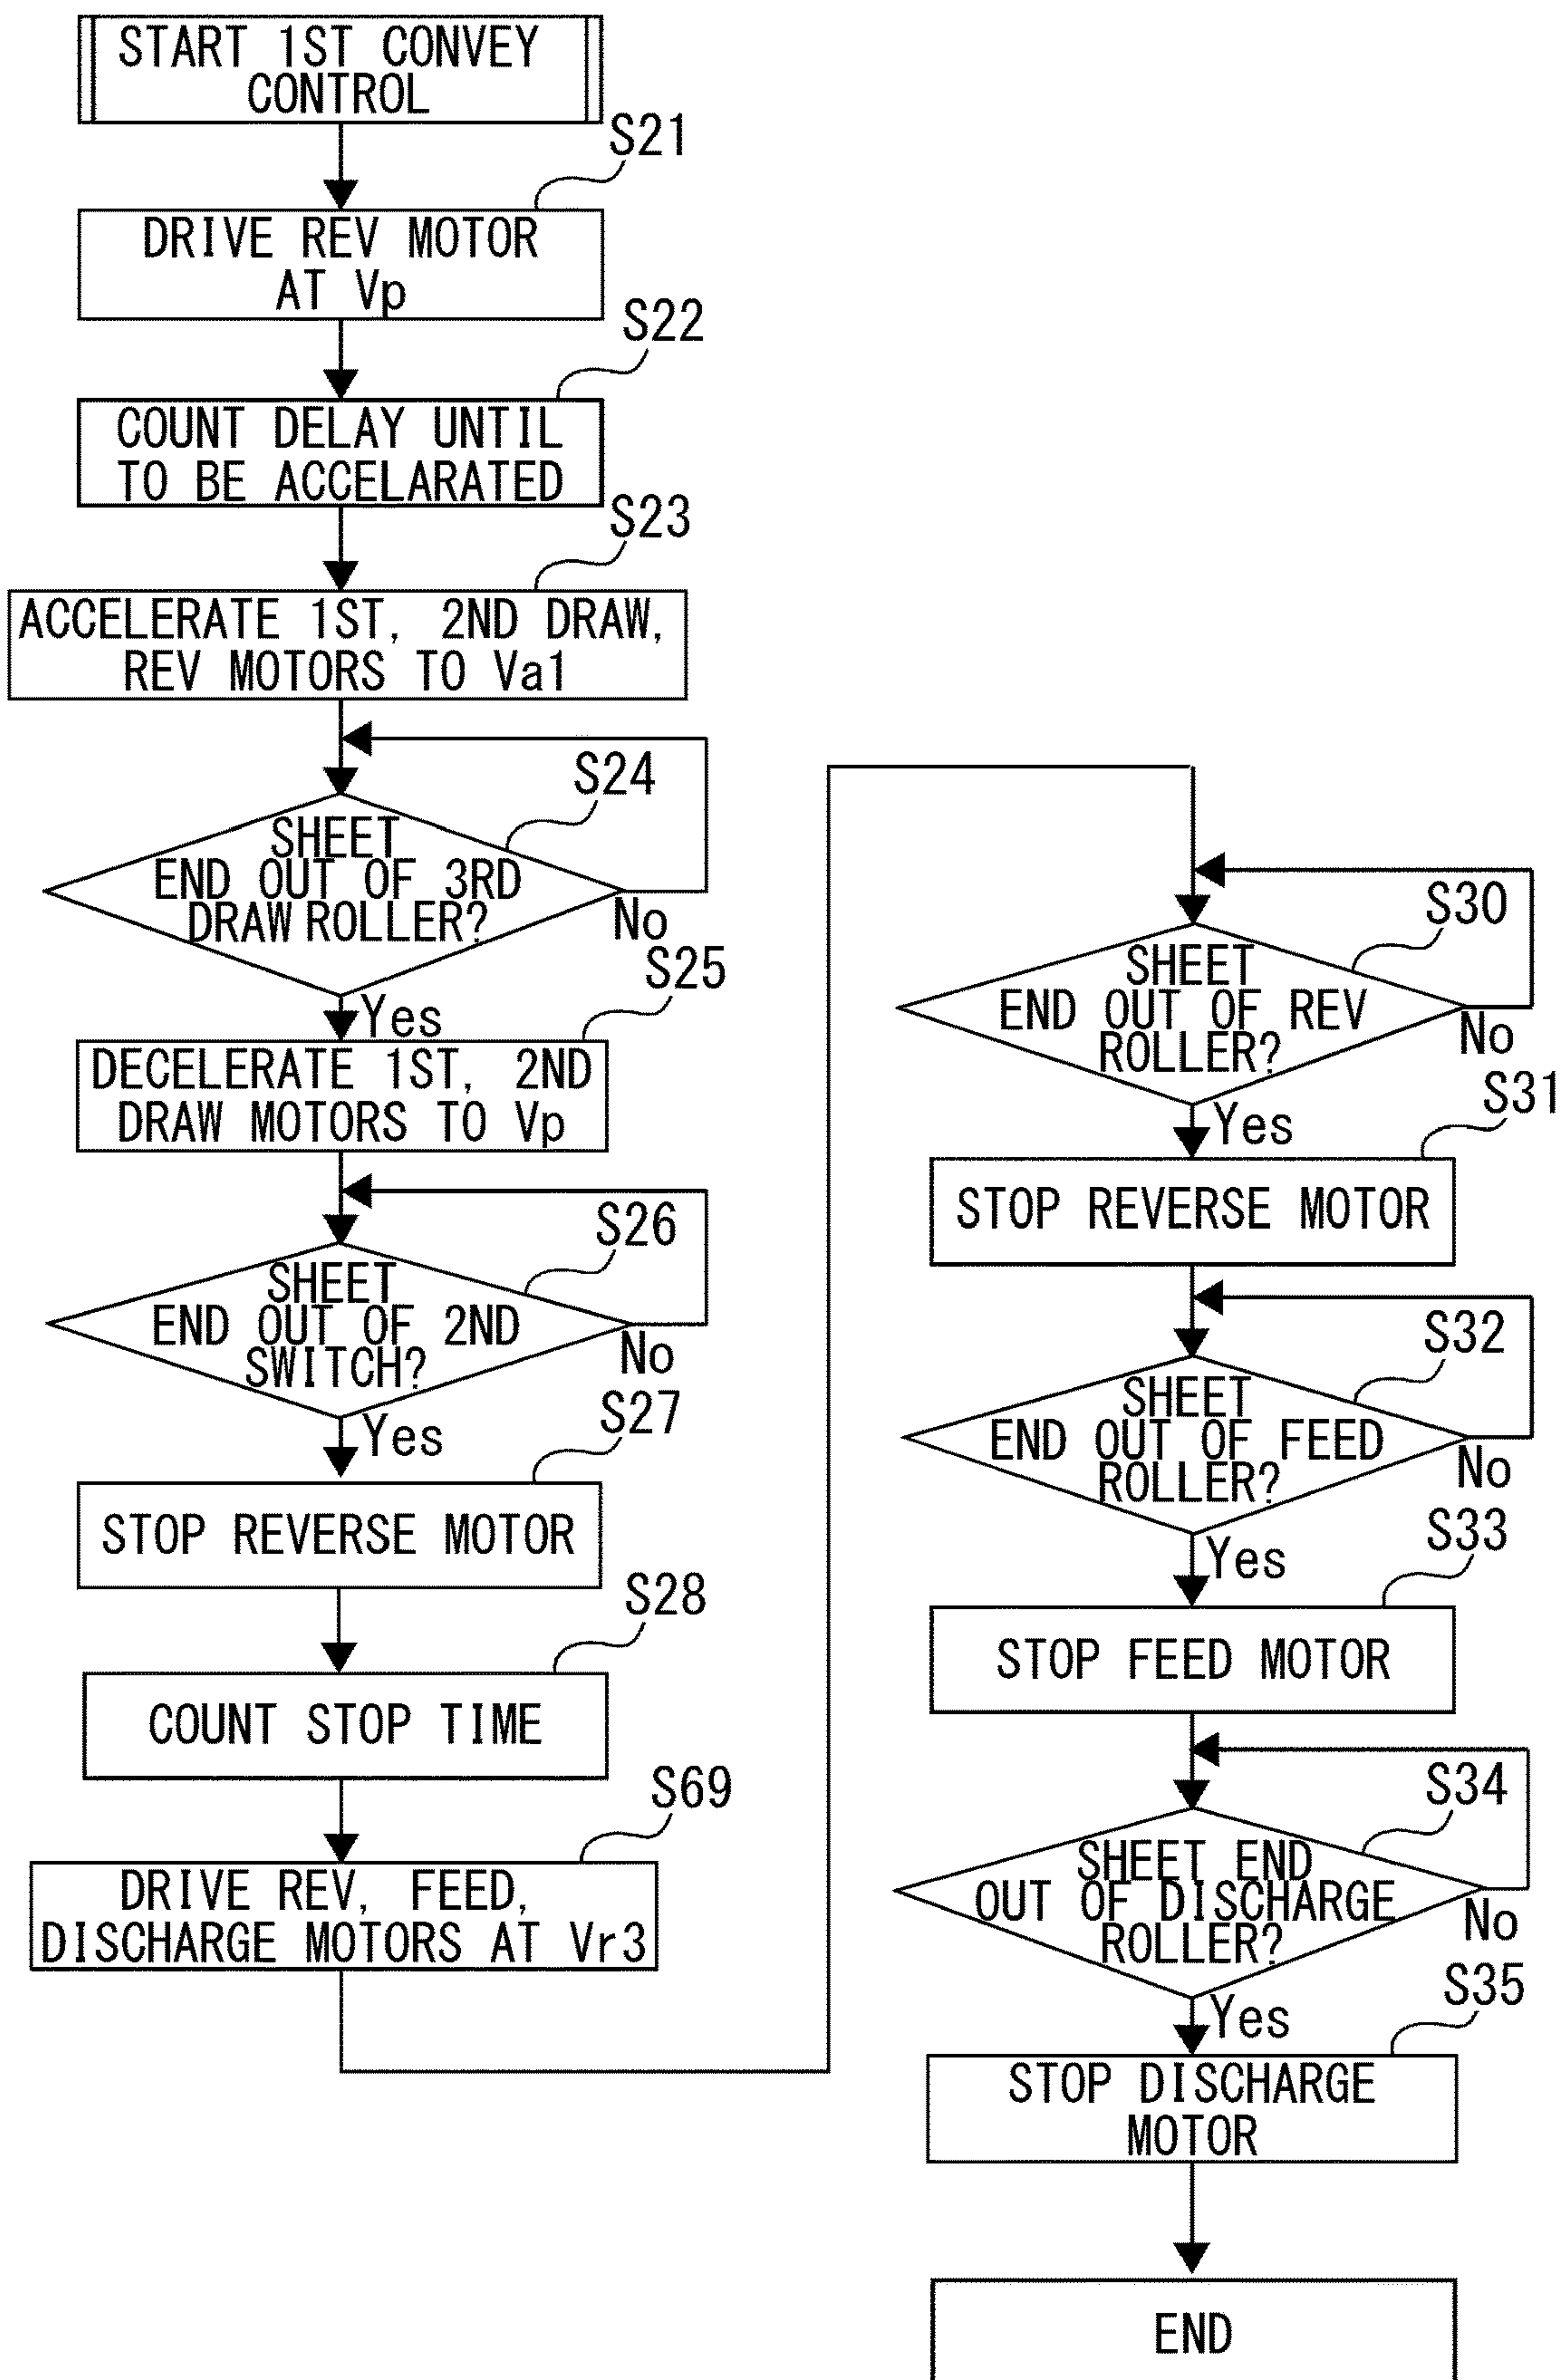 START 1ST CONVEY
CONTROL
S21
DRIVE REV MOTOR
AT Vp
S22
COUNT DELAY UNTIL
TO BE ACCELARATED
S23
ACCELERATE 1ST, 2ND DRAW,
REV MOTORS TO Va1
S24
SHEET
END OUT OF 3RD
DRAW ROLLER?
No
Yes
S25
DECELERATE 1ST, 2ND
DRAW MOTORS TO Vp
S26
SHEET
END OUT OF 2ND
SWITCH?
No
Yes
S27
STOP REVERSE MOTOR
S28
COUNT STOP TIME
S69
DRIVE REV, FEED,
DISCHARGE MOTORS AT Vr3
S30
SHEET
END OUT OF REV
ROLLER?
No
Yes
S31
STOP REVERSE MOTOR
S32
SHEET
END OUT OF FEED
ROLLER?
No
Yes
S33
STOP FEED MOTOR
S34
SHEET END
OUT OF DISCHARGE
ROLLER?
No
Yes
S35
STOP DISCHARGE
MOTOR
END